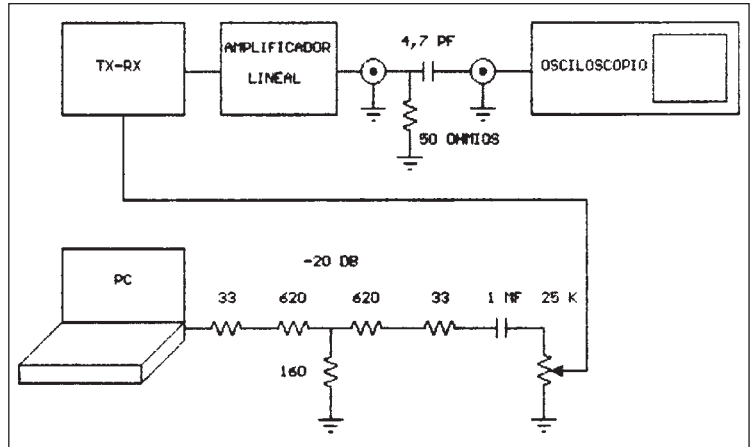 4,7 PF
TX-RX
AMPLIFICADOR
LINEAL
OSCILOSCOPIO
50 OHMIOS
-20 DB
PC
33
620
620
33
1 MF
25 K
160